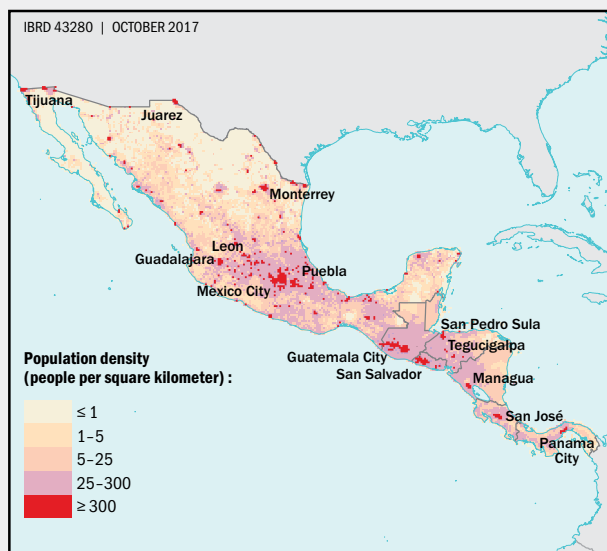 IBRD 43280 | OCTOBER 2017
Tijuana
Juarez
Monterrey
Leon
Guadalajara
Puebla
Mexico City
San Pedro Sula
Tegucigalpa
Guatemala City
San Salvador
Managua
San José
Panama
City
Population density
(people per square kilometer) :
≤ 1
1–5
5–25
25–300
≥ 300